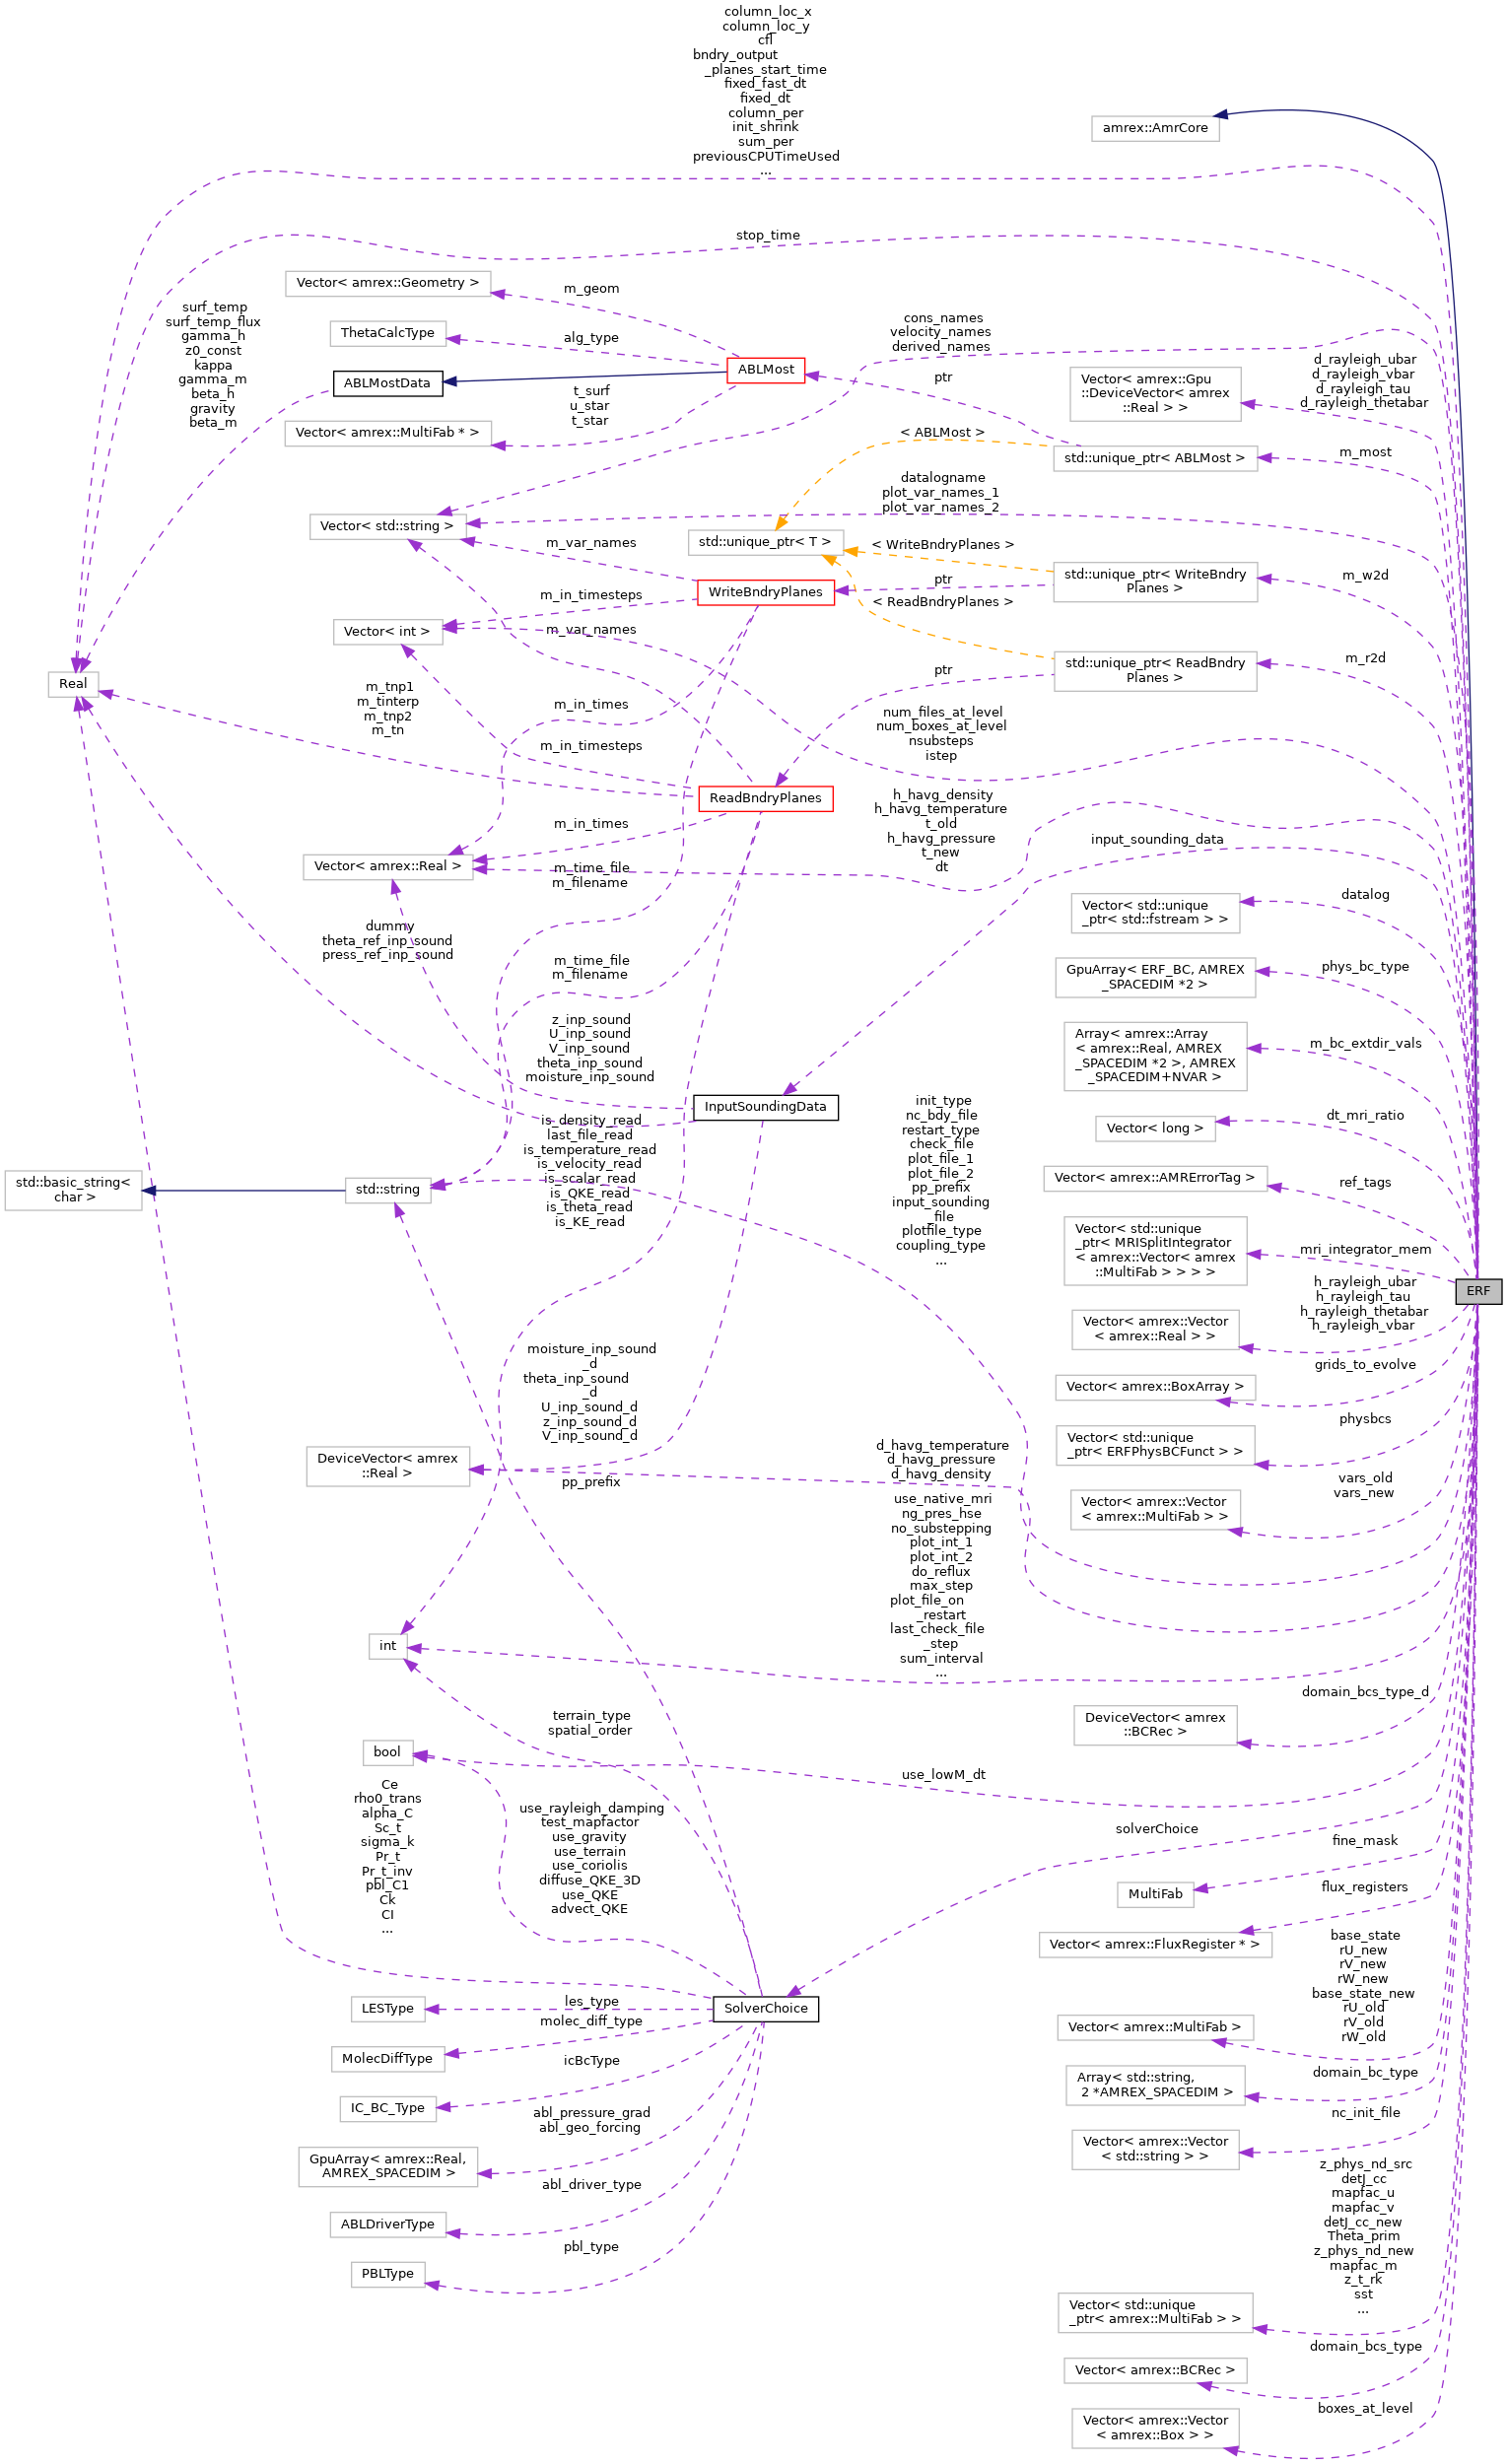 column_loc_x
column_loc_y
cfl
bndry_output
_planes_start_time
fixed_fast_dt
fixed_dt
column_per
init_shrink
sum_per
previousCPUTimeUsed
...
amrex::AmrCore
stop_time
Vector< amrex::Geometry >
m_geom
surf_temp
surf_temp_flux
gamma_h
z0_const
kappa
gamma_m
beta_h
gravity
beta_m
ThetaCalcType
alg_type
cons_names
velocity_names
derived_names
ABLMost
ABLMostData
t_surf
u_star
t_star
ptr
Vector< amrex::Gpu
::DeviceVector< amrex
::Real > >
d_rayleigh_ubar
d_rayleigh_vbar
d_rayleigh_tau
d_rayleigh_thetabar
Vector< amrex::MultiFab * >
< ABLMost >
std::unique_ptr< ABLMost >
m_most
datalogname
plot_var_names_1
plot_var_names_2
Vector< std::string >
m_var_names
std::unique_ptr< T >
< WriteBndryPlanes >
std::unique_ptr< WriteBndry
Planes >
m_w2d
ptr
WriteBndryPlanes
m_in_timesteps
< ReadBndryPlanes >
Vector< int >
m_var_names
std::unique_ptr< ReadBndry
Planes >
m_r2d
ptr
Real
m_tnp1
m_tinterp
m_tnp2
m_tn
m_in_times
num_files_at_level
num_boxes_at_level
nsubsteps
istep
m_in_timesteps
ReadBndryPlanes
h_havg_density
h_havg_temperature
t_old
h_havg_pressure
t_new
dt
m_in_times
input_sounding_data
Vector< amrex::Real >
m_time_file
m_filename
Vector< std::unique
_ptr< std::fstream > >
datalog
dummy
theta_ref_inp_sound
press_ref_inp_sound
m_time_file
m_filename
GpuArray< ERF_BC, AMREX
_SPACEDIM *2 >
phys_bc_type
z_inp_sound
U_inp_sound
V_inp_sound
theta_inp_sound
moisture_inp_sound
Array< amrex::Array
< amrex::Real, AMREX
_SPACEDIM *2 >, AMREX
_SPACEDIM+NVAR >
m_bc_extdir_vals
InputSoundingData
is_density_read
last_file_read
is_temperature_read
is_velocity_read
is_scalar_read
is_QKE_read
is_theta_read
is_KE_read
init_type
nc_bdy_file
restart_type
check_file
plot_file_1
plot_file_2
pp_prefix
input_sounding
_file
plotfile_type
coupling_type
...
Vector< long >
dt_mri_ratio
std::basic_string<
char >
std::string
Vector< amrex::AMRErrorTag >
ref_tags
Vector< std::unique
_ptr< MRISplitIntegrator
< amrex::Vector< amrex
::MultiFab > > > >
mri_integrator_mem
ERF
Vector< amrex::Vector
< amrex::Real > >
h_rayleigh_ubar
h_rayleigh_tau
h_rayleigh_thetabar
h_rayleigh_vbar
moisture_inp_sound
_d
theta_inp_sound
_d
U_inp_sound_d
z_inp_sound_d
V_inp_sound_d
Vector< amrex::BoxArray >
grids_to_evolve
Vector< std::unique
_ptr< ERFPhysBCFunct > >
physbcs
DeviceVector< amrex
::Real >
pp_prefix
d_havg_temperature
d_havg_pressure
d_havg_density
Vector< amrex::Vector
< amrex::MultiFab > >
vars_old
vars_new
use_native_mri
ng_pres_hse
no_substepping
plot_int_1
plot_int_2
do_reflux
max_step
plot_file_on
_restart
last_check_file
_step
sum_interval
...
int
terrain_type
spatial_order
DeviceVector< amrex
::BCRec >
domain_bcs_type_d
bool
use_lowM_dt
Ce
rho0_trans
alpha_C
Sc_t
sigma_k
Pr_t
Pr_t_inv
pbl_C1
Ck
CI
...
use_rayleigh_damping
test_mapfactor
use_gravity
use_terrain
use_coriolis
diffuse_QKE_3D
use_QKE
advect_QKE
solverChoice
MultiFab
fine_mask
Vector< amrex::FluxRegister * >
flux_registers
LESType
les_type
molec_diff_type
SolverChoice
MolecDiffType
icBcType
IC_BC_Type
Vector< amrex::MultiFab >
base_state
rU_new
rV_new
rW_new
base_state_new
rU_old
rV_old
rW_old
Array< std::string,
2 *AMREX_SPACEDIM >
domain_bc_type
abl_pressure_grad
abl_geo_forcing
GpuArray< amrex::Real,
AMREX_SPACEDIM >
Vector< amrex::Vector
< std::string > >
nc_init_file
abl_driver_type
ABLDriverType
pbl_type
PBLType
z_phys_nd_src
detJ_cc
mapfac_u
mapfac_v
detJ_cc_new
Theta_prim
z_phys_nd_new
mapfac_m
z_t_rk
sst
...
Vector< std::unique
_ptr< amrex::MultiFab > >
Vector< amrex::BCRec >
domain_bcs_type
Vector< amrex::Vector
< amrex::Box > >
boxes_at_level